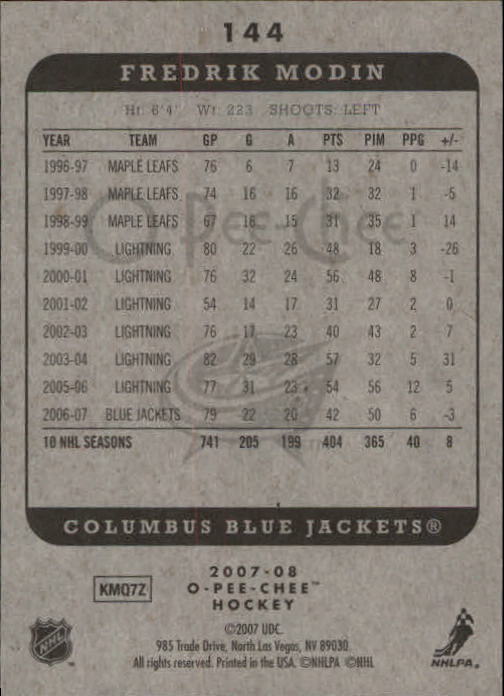 144
FREDRIK MODIN
Ht: 6'4" Wt: 223 SHOOTS: LEFT
YEAR TEAM GP G A PTS PIM PPG +/-
1996-97 MAPLE LEAFS 76 6 7 13 24 0 -14
1997-98 MAPLE LEAFS 74 16 16 32 32 1 -5
1998-99 MAPLE LEAFS 67 16 15 31 35 1 14
O-Pee-Chee
1999-00 LIGHTNING 80 22 26 48 18 3 -26
2000-01 LIGHTNING 76 32 24 56 48 8 -1
2001-02 LIGHTNING 54 14 17 31 27 2 0
2002-03 LIGHTNING 76 17 23 40 43 2 7
2003-04 LIGHTNING 82 29 28 57 32 5 31
2005-06 LIGHTNING 77 31 23 54 56 12 5
2006-07 BLUE JACKETS 79 22 20 42 50 6 -3
10 NHL SEASONS 741 205 199 404 365 40 8
COLUMBUS BLUE JACKETS®
2007-08
KMQ7Z O-PEE-CHEE™
HOCKEY
©2007 UDC.
985 Trade Drive, North Las Vegas, NV 89030.
All rights reserved. Printed in the USA. ©NHLPA ©NHL
NHL
NHLPA